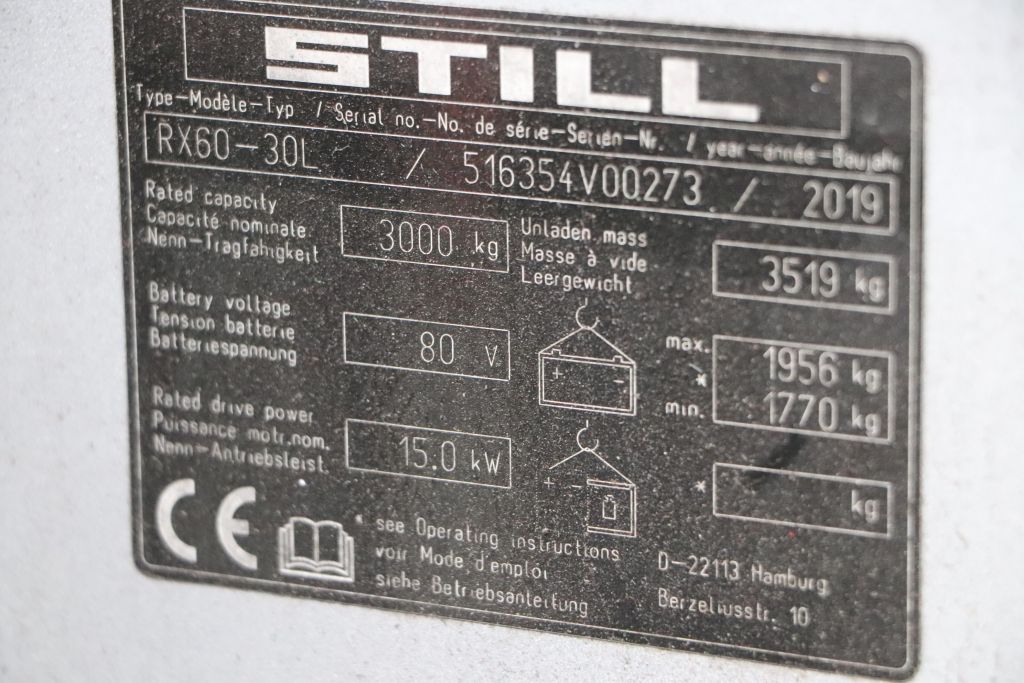 STILL
Type-Modèle-Typ / Serial no.-No. de série-Serien-Nr. / year-année-Baujahr
RX60-30L / 516354V00273 / 2019
Rated capacity
Capacité nominale
Nenn-Tragfähigkeit
3000 kg
Unladen mass
Masse à vide
Leergewicht
3519 kg
Battery voltage
Tension batterie
Batteriespannung
80 V
+ -
max. 1956 kg
*
min. 1770 kg
Rated drive power
Puissance motr.nom.
Nenn-Antriebsleist.
15.0 kW
+ -
* kg
CE
* see Operating instructions
voir Mode d'emploi
siehe Betriebsanteitung
D-22113 Hamburg
Berzeliusstr. 10